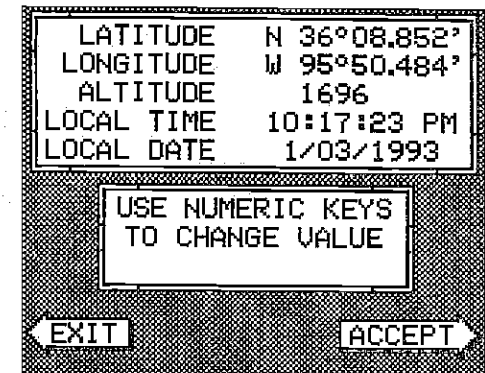 LATITUDE N 36°08.852'
LONGITUDE W 95°50.484'
ALTITUDE 1696
LOCAL TIME 10:17:23 PM
LOCAL DATE 1/03/1993
USE NUMERIC KEYS
TO CHANGE VALUE
EXIT ACCEPT